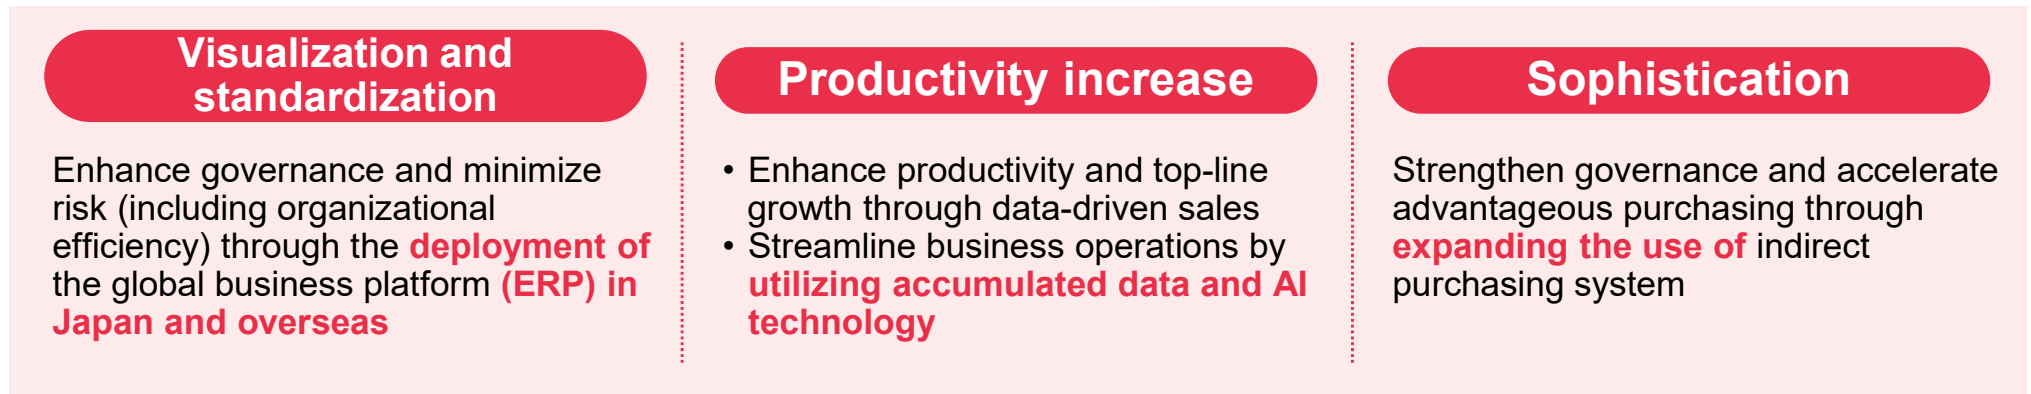 Visualization and
standardization
Enhance governance and minimize
risk (including organizational
efficiency) through the deployment of
the global business platform (ERP) in
Japan and overseas
Productivity increase
• Enhance productivity and top-line
growth through data-driven sales
• Streamline business operations by
utilizing accumulated data and AI
technology
Sophistication
Strengthen governance and accelerate
advantageous purchasing through
expanding the use of indirect
purchasing system